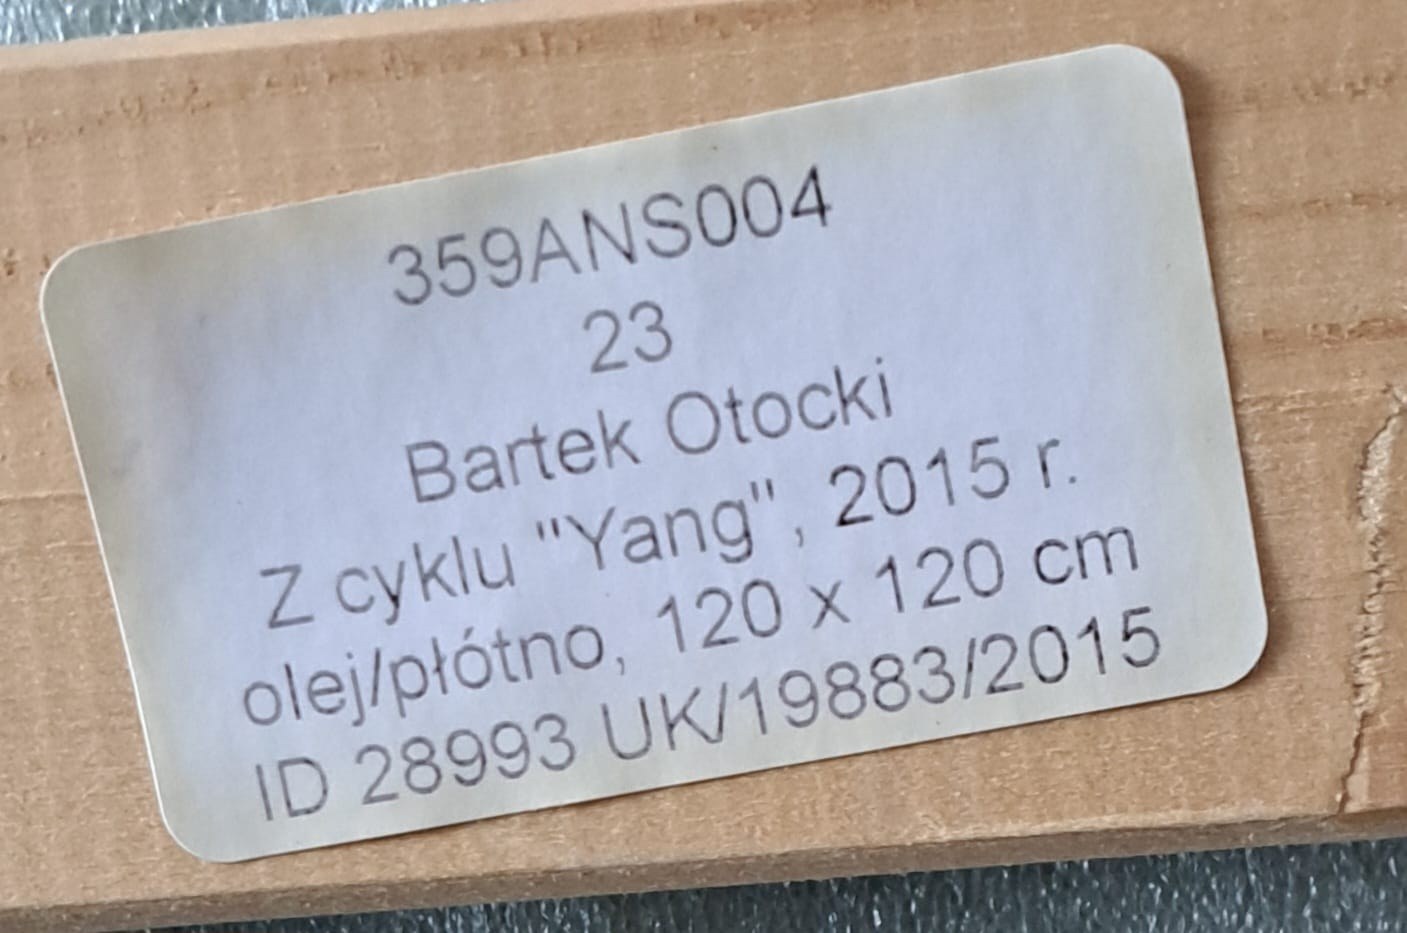 359ANS004
23
Bartek Otocki
Z cyklu "Yang", 2015 r.
olej/płótno, 120 x 120 cm
ID 28993 UK/19883/2015